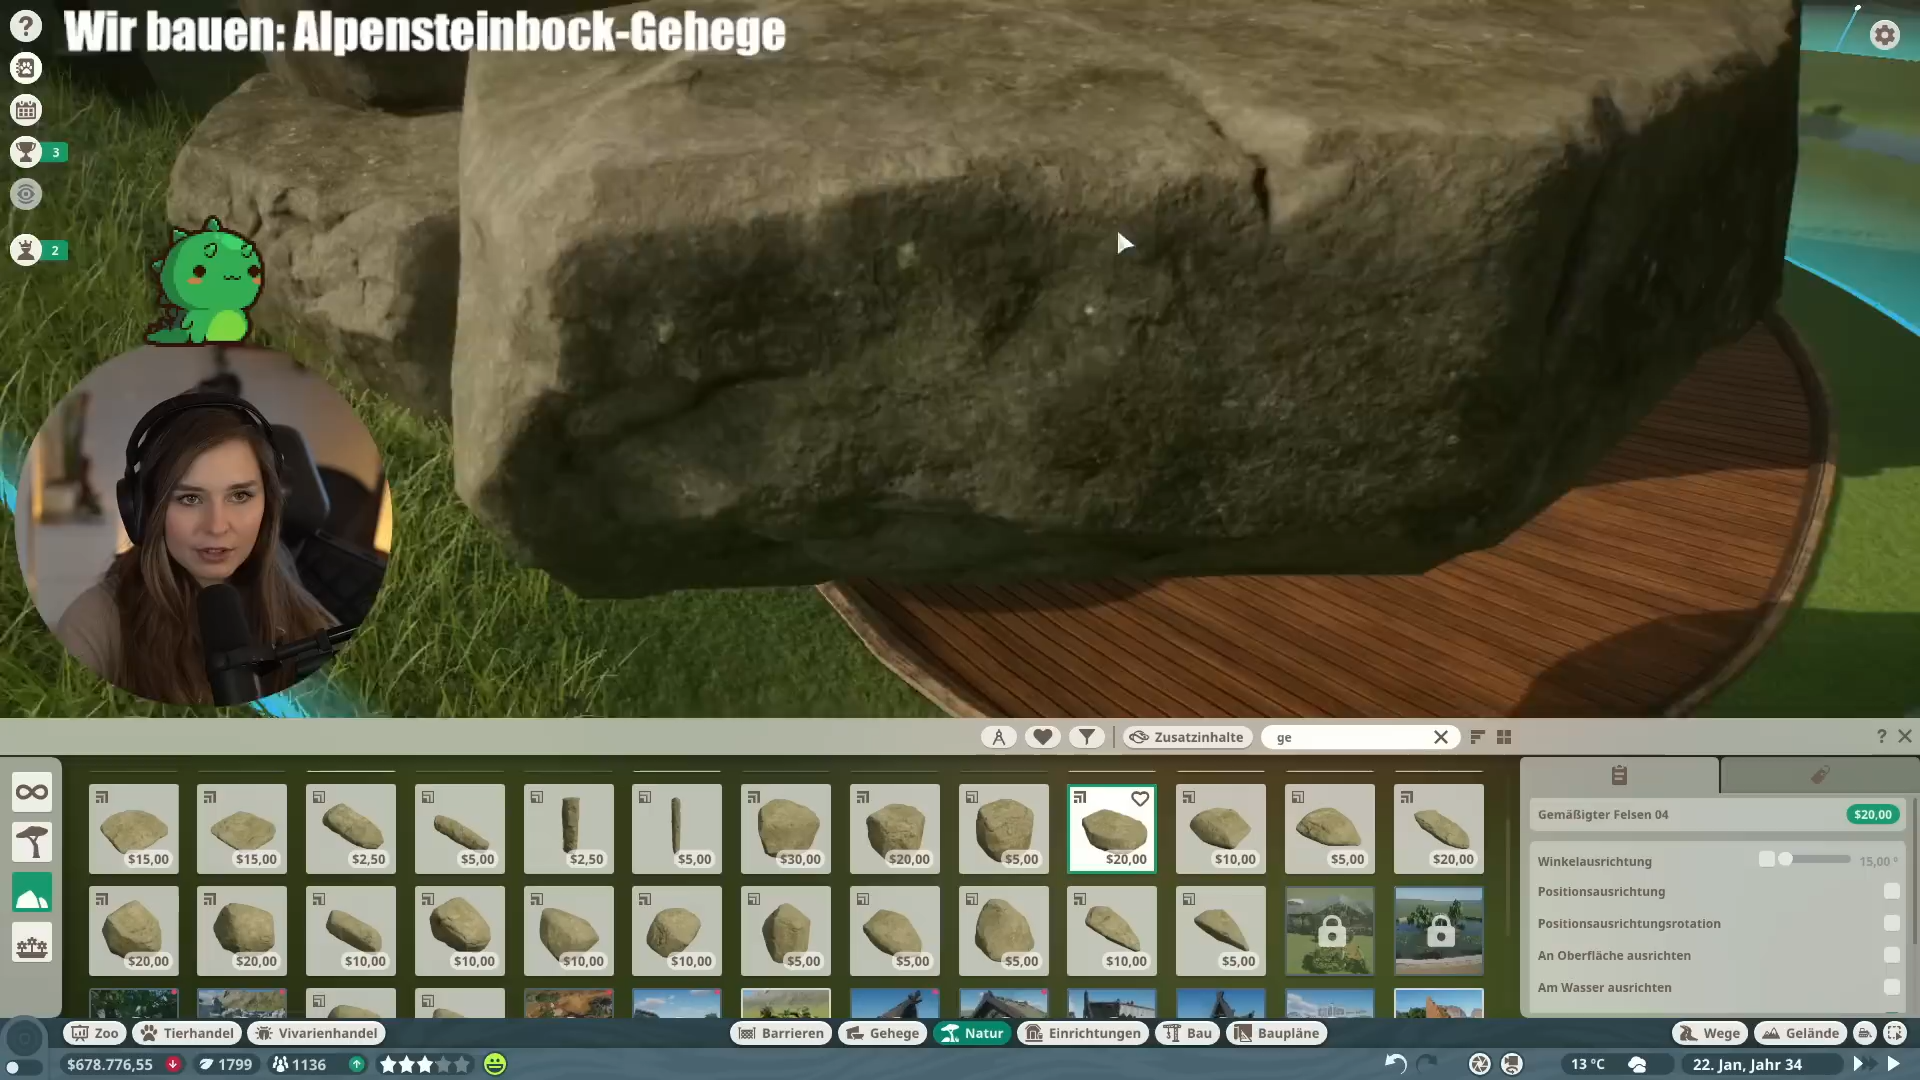 Wir bauen: Alpensteinbock-Gehege
3
2
Zusatzinhalte
ge
?
$15,00
$15,00
$2,50
$5,00
$2,50
$5,00
$30,00
$20,00
$5,00
$20,00
$10,00
$5,00
$20,00
$20,00
$20,00
$10,00
$10,00
$10,00
$10,00
$5,00
$5,00
$5,00
$10,00
$5,00
Gemäßigter Felsen 04
$20,00
Winkelausrichtung
15,00 °
Positionsausrichtung
Positionsausrichtungsrotation
An Oberfläche ausrichten
Am Wasser ausrichten
Zoo
Tierhandel
Vivarienhandel
Barrieren
Gehege
Natur
Einrichtungen
Bau
Baupläne
Wege
Gelände
$678.776,55
1799
1136
13 °C
22. Jan, Jahr 34